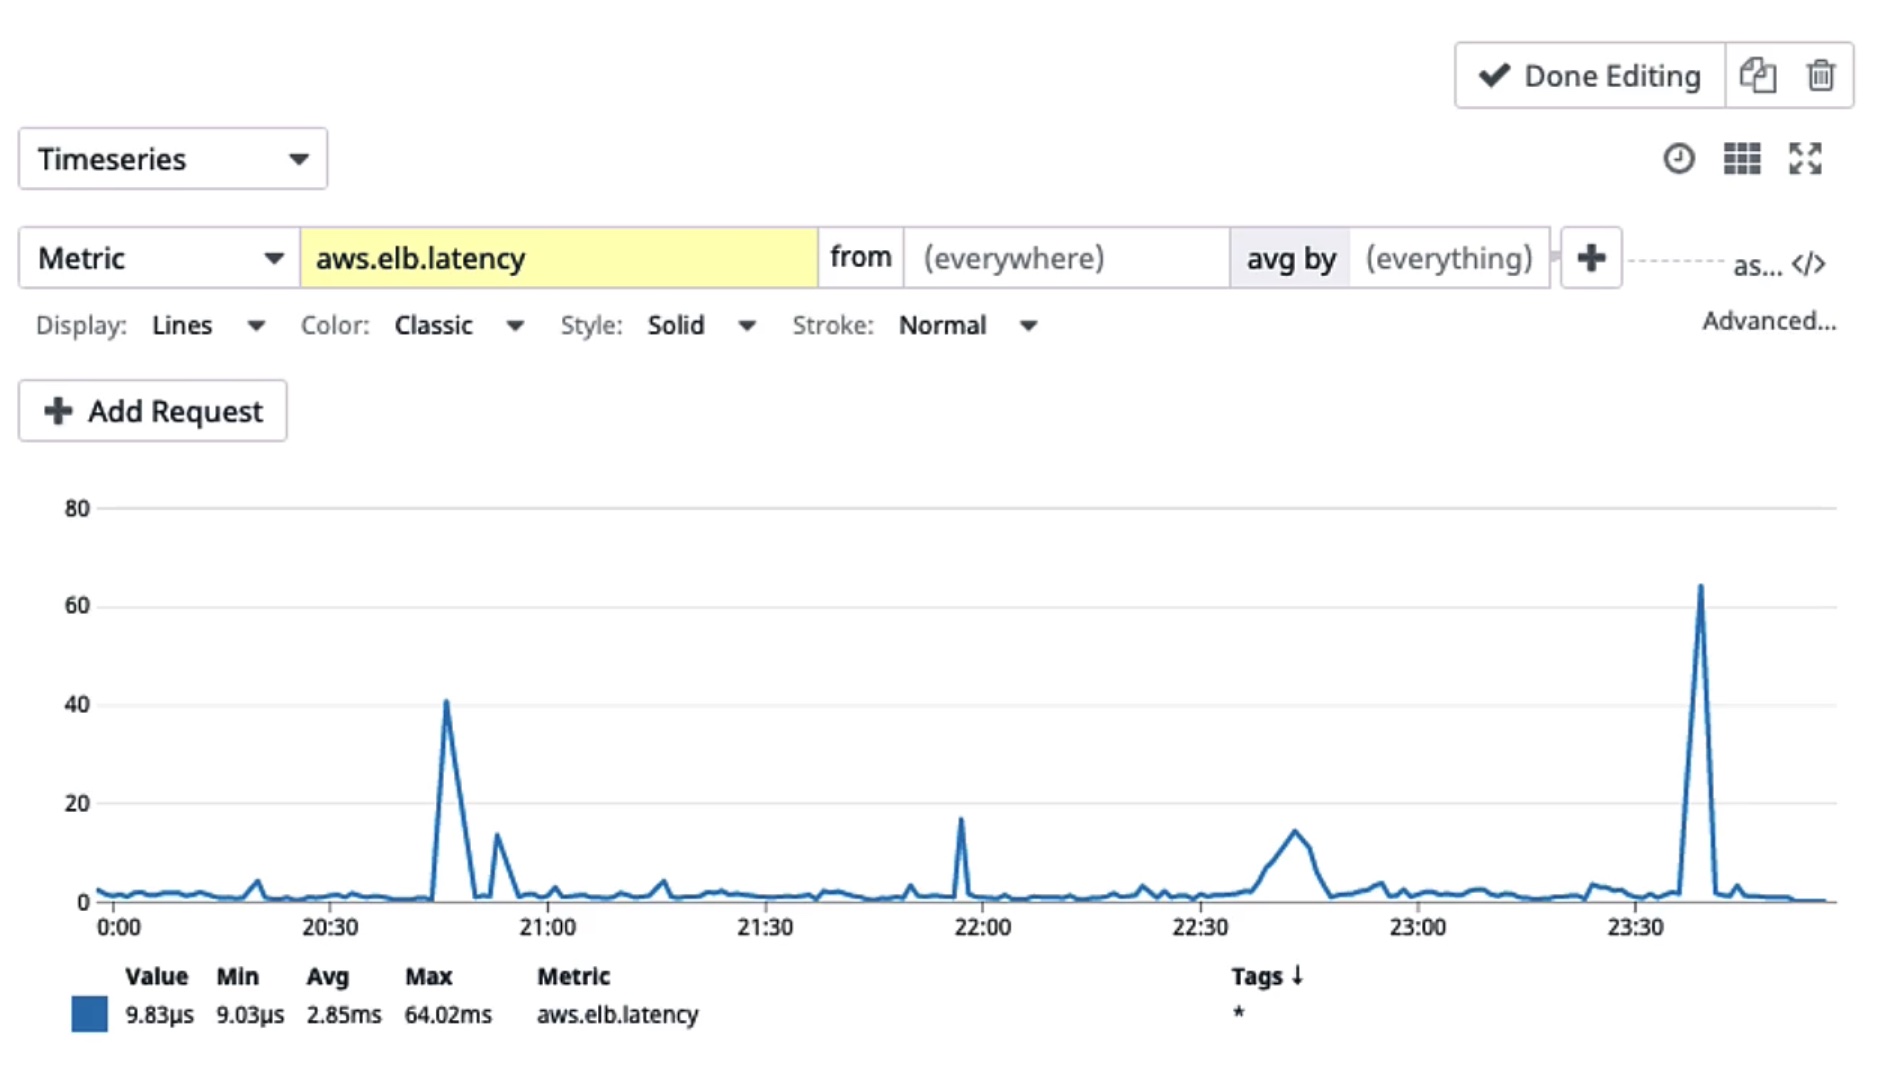 Done Editing
Timeseries
Metric aws.elb.latency from (everywhere) avg by (everything) as... </>
Display: Lines Color: Classic Style: Solid Stroke: Normal Advanced...
Add Request
80
60
40
20
0
0:00 20:30 21:00 21:30 22:00 22:30 23:00 23:30
Value Min Avg Max Metric Tags ↓
9.83µs 9.03µs 2.85ms 64.02ms aws.elb.latency *